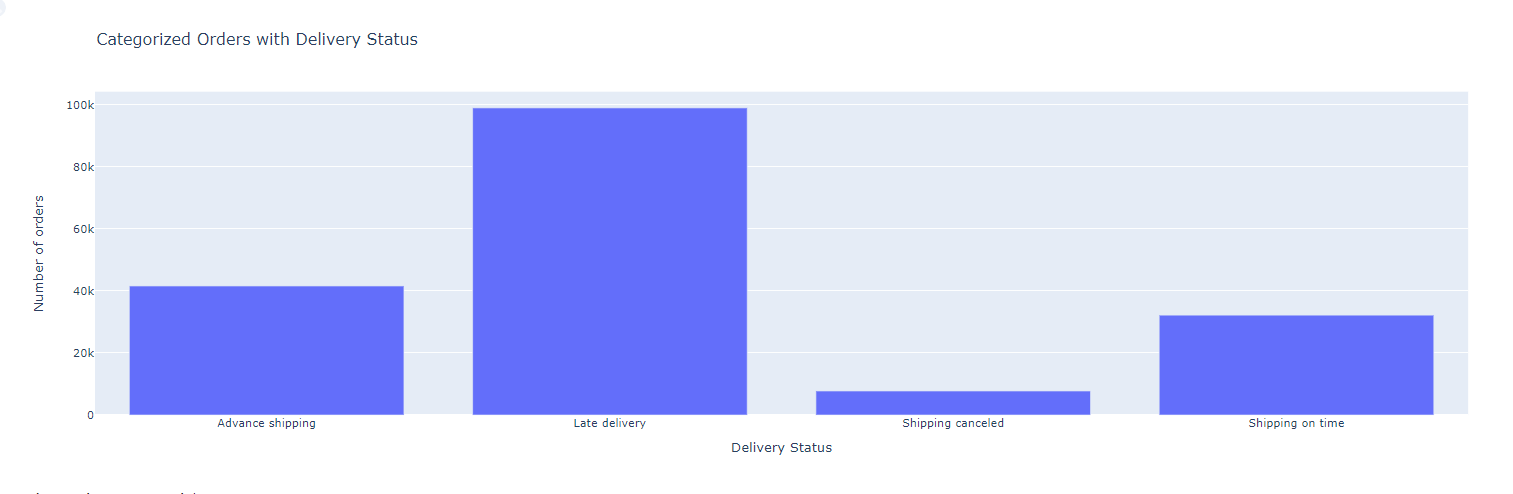 Categorized Orders with Delivery Status
100k
80k
60k
40k
20k
0
Number of orders
Advance shipping
Late delivery
Shipping canceled
Shipping on time
Delivery Status